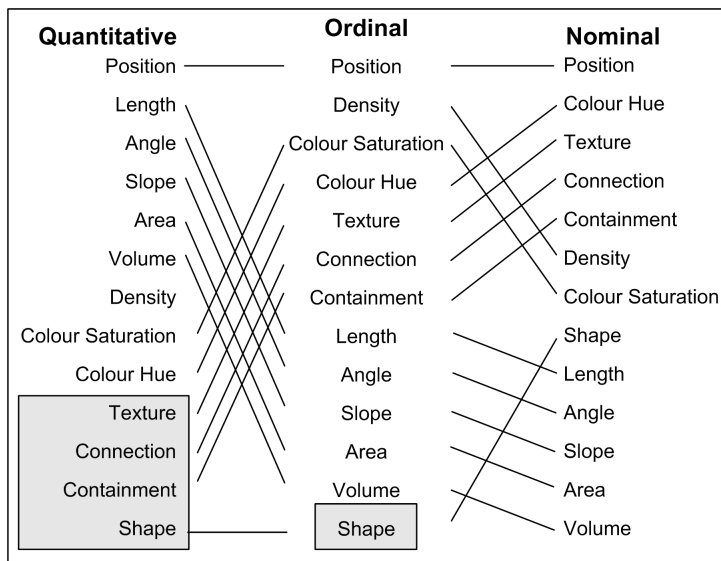 Quantitative
Position
Length
Angle
Slope
Area
Volume
Density
Colour Saturation
Colour Hue
Texture
Connection
Containment
Shape
Ordinal
Position
Density
Colour Saturation
Colour Hue
Texture
Connection
Containment
Length
Angle
Slope
Area
Volume
Shape
Nominal
Position
Colour Hue
Texture
Connection
Containment
Density
Colour Saturation
Shape
Length
Angle
Slope
Area
Volume